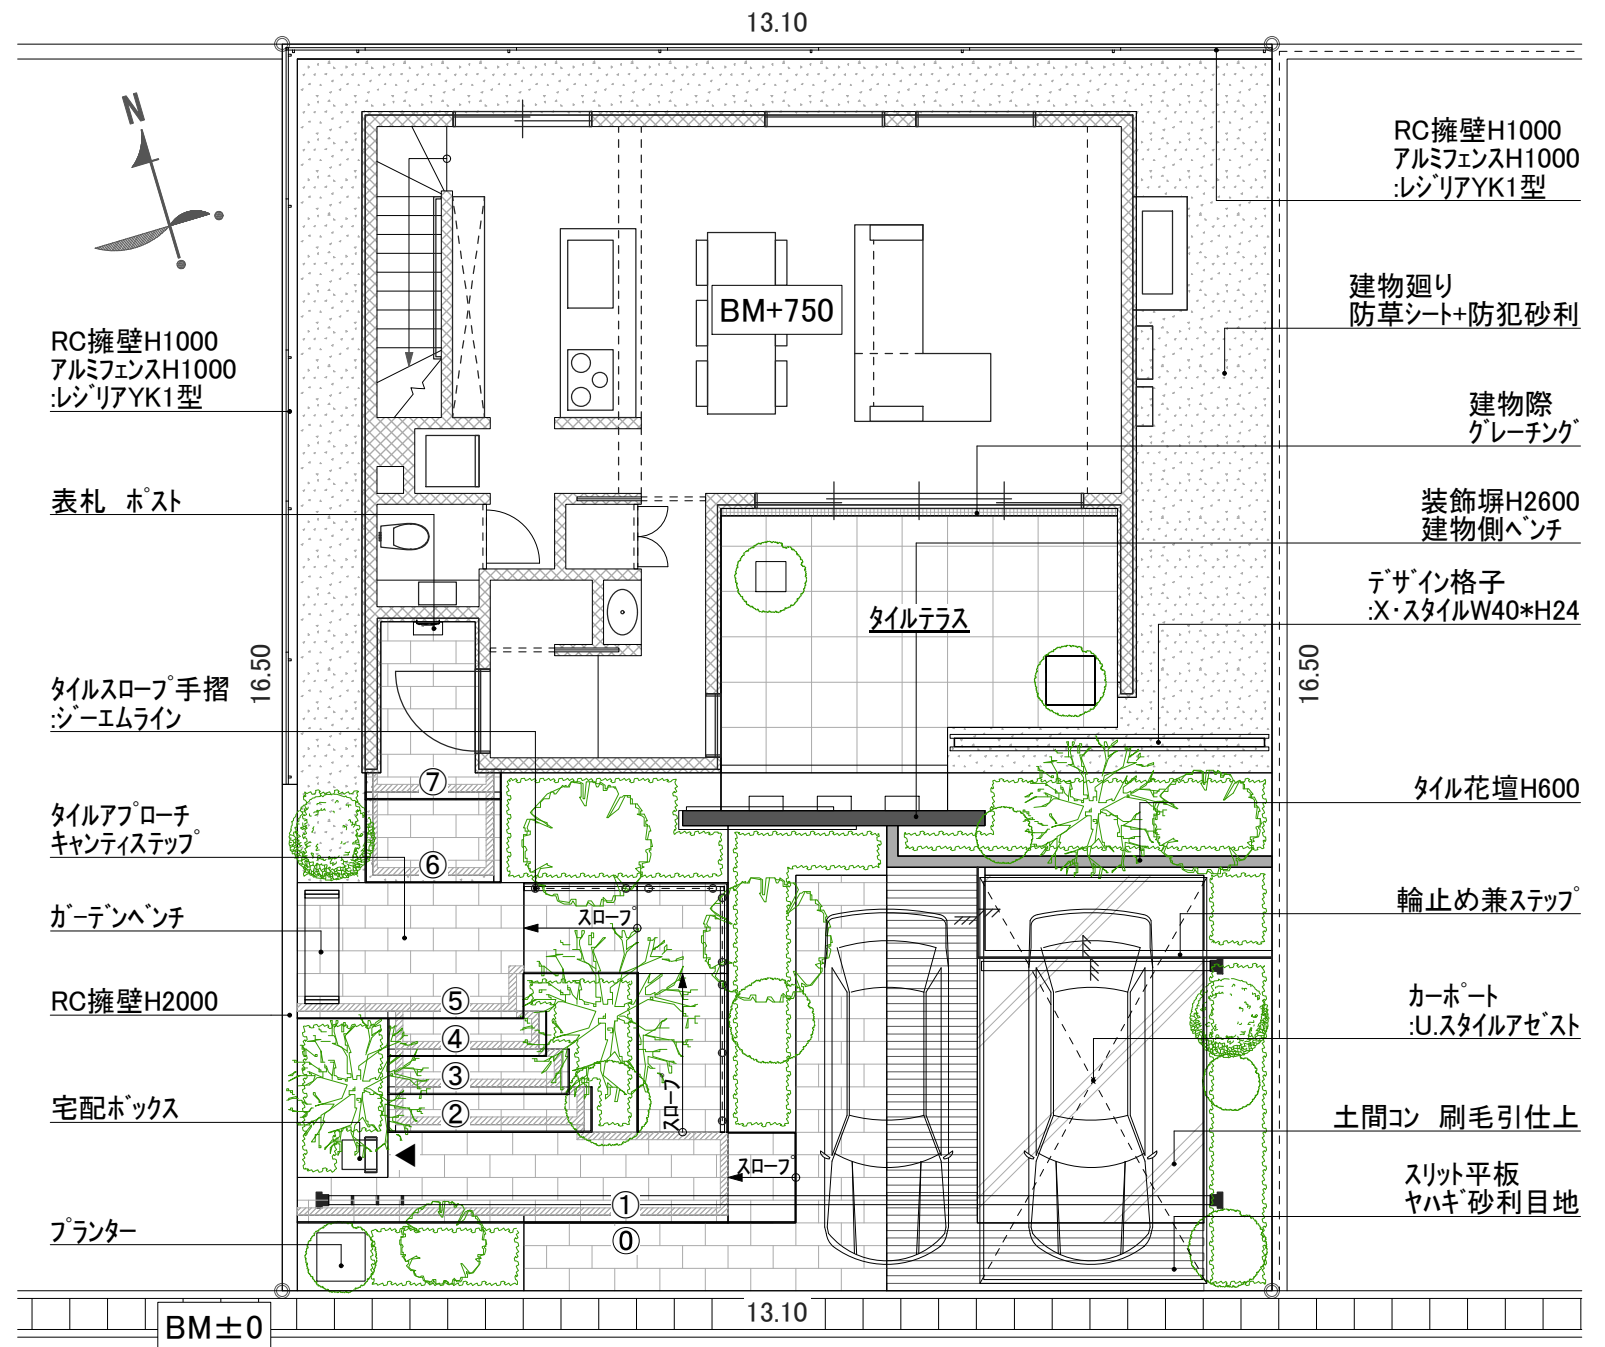 13.10
N
RC擁壁H1000
アルミフェンスH1000
:レジリアYK1型
建物廻り
防草シート+防犯砂利
BM+750
RC擁壁H1000
アルミフェンスH1000
:レジリアYK1型
建物際
グレーチング
表札 ポスト
装飾塀H2600
建物側ベンチ
デザイン格子
:X・スタイルW40*H24
タイルテラス
16.50
16.50
タイルスロープ手摺
:ジーエムライン
⑦
タイル花壇H600
タイルアプローチ
キャンティステップ
⑥
輪止め兼ステップ
ガーデンベンチ
スロープ
RC擁壁H2000
⑤
カーポート
:U.スタイルアゼスト
④
③
スロープ
宅配ボックス
②
土間コン 刷毛引仕上
スロープ
スリット平板
ヤハギ砂利目地
①
プランター
⓪
13.10
BM±0